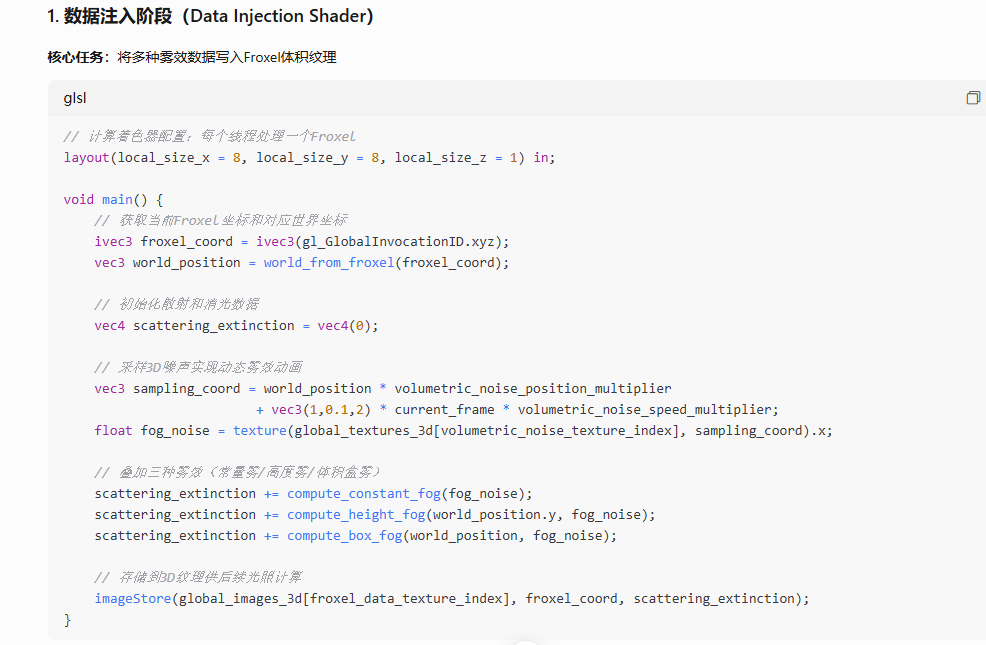 1. 数据注入阶段（Data Injection Shader）
核心任务：将多种雾效数据写入Froxel体积纹理
glsl
// 计算着色器配置：每个线程处理一个Froxel
layout(local_size_x = 8, local_size_y = 8, local_size_z = 1) in;
void main() {
// 获取当前Froxel坐标和对应世界坐标
ivec3 froxel_coord = ivec3(gl_GlobalInvocationID.xyz);
vec3 world_position = world_from_froxel(froxel_coord);
// 初始化散射和消光数据
vec4 scattering_extinction = vec4(0);
// 采样3D噪声实现动态雾效动画
vec3 sampling_coord = world_position * volumetric_noise_position_multiplier
+ vec3(1,0.1,2) * current_frame * volumetric_noise_speed_multiplier;
float fog_noise = texture(global_textures_3d[volumetric_noise_texture_index], sampling_coord).x;
// 叠加三种雾效（常量雾/高度雾/体积盒雾）
scattering_extinction += compute_constant_fog(fog_noise);
scattering_extinction += compute_height_fog(world_position.y, fog_noise);
scattering_extinction += compute_box_fog(world_position, fog_noise);
// 存储到3D纹理供后续光照计算
imageStore(global_images_3d[froxel_data_texture_index], froxel_coord, scattering_extinction);
}